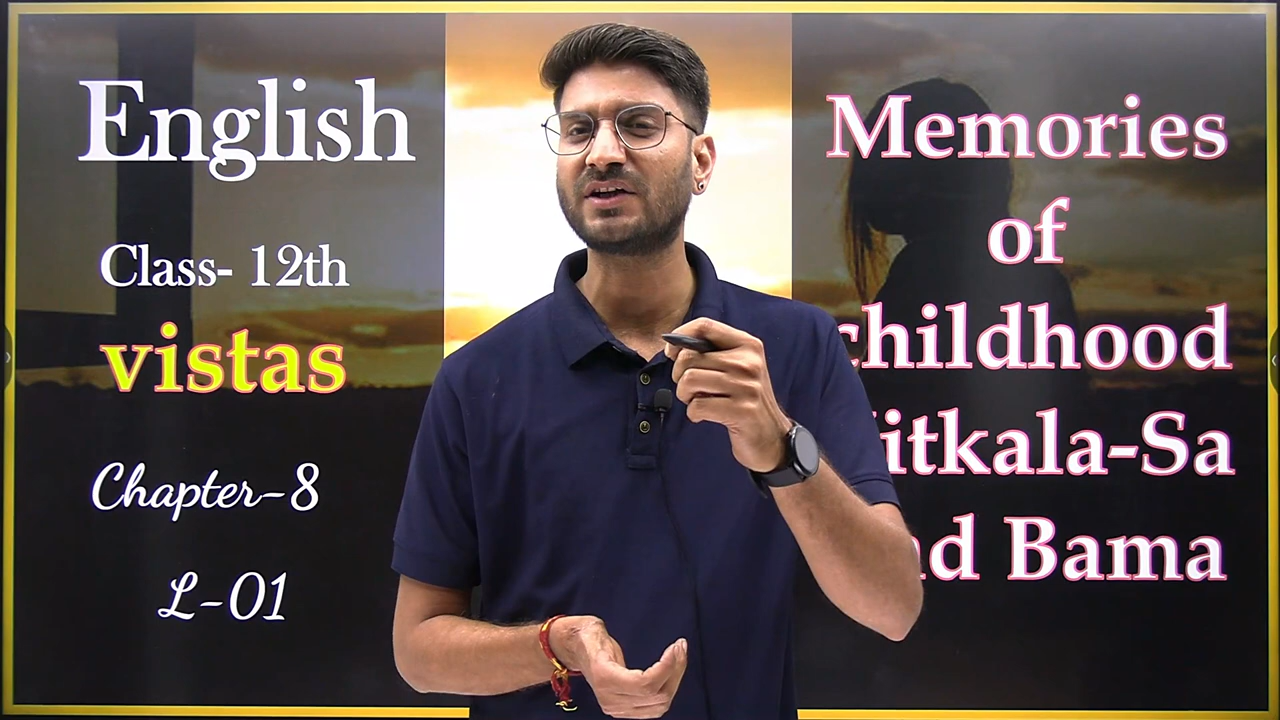 English
Class- 12th
vistas
Chapter-8
L-01
Memories
of
childhood
itkala-Sa
nd Bama